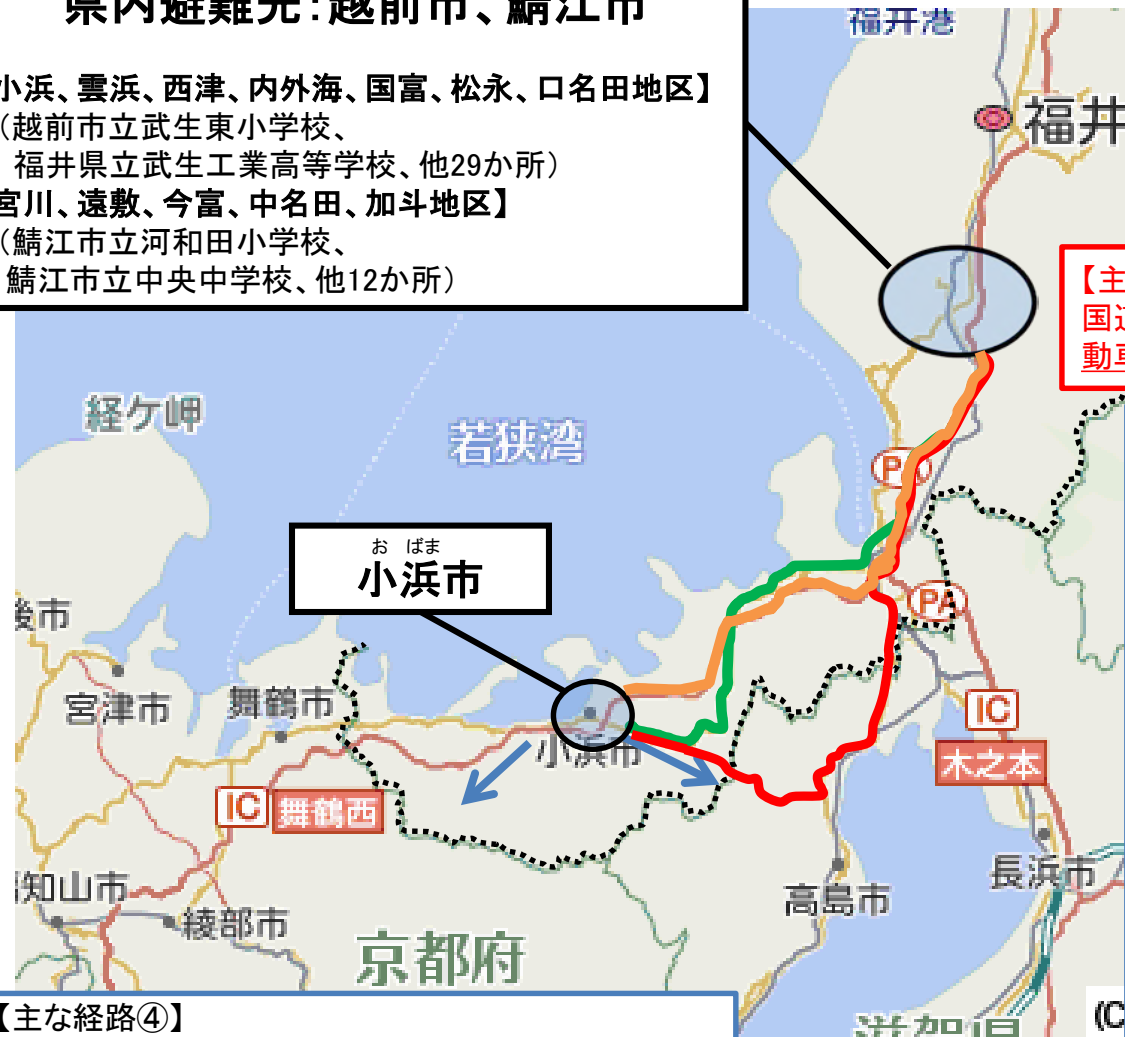 県内避難先：越前市、鯖江市
小浜、雲浜、西津、内外海、国富、松永、口名田地区】
（越前市立武生東小学校、
福井県立武生工業高等学校、他29か所）
宮川、遠敷、今富、中名田、加斗地区】
（鯖江市立河和田小学校、
鯖江市立中央中学校、他12か所）
福井港
福井
【主
国道
動車
経ケ岬
若狭湾
PA
お ばま
小浜市
PA
後市
宮津市
舞鶴市
小浜市
IC
木之本
IC
舞鶴西
長浜市
知山市
高島市
綾部市
京都府
【主な経路④】
滋賀県
(C